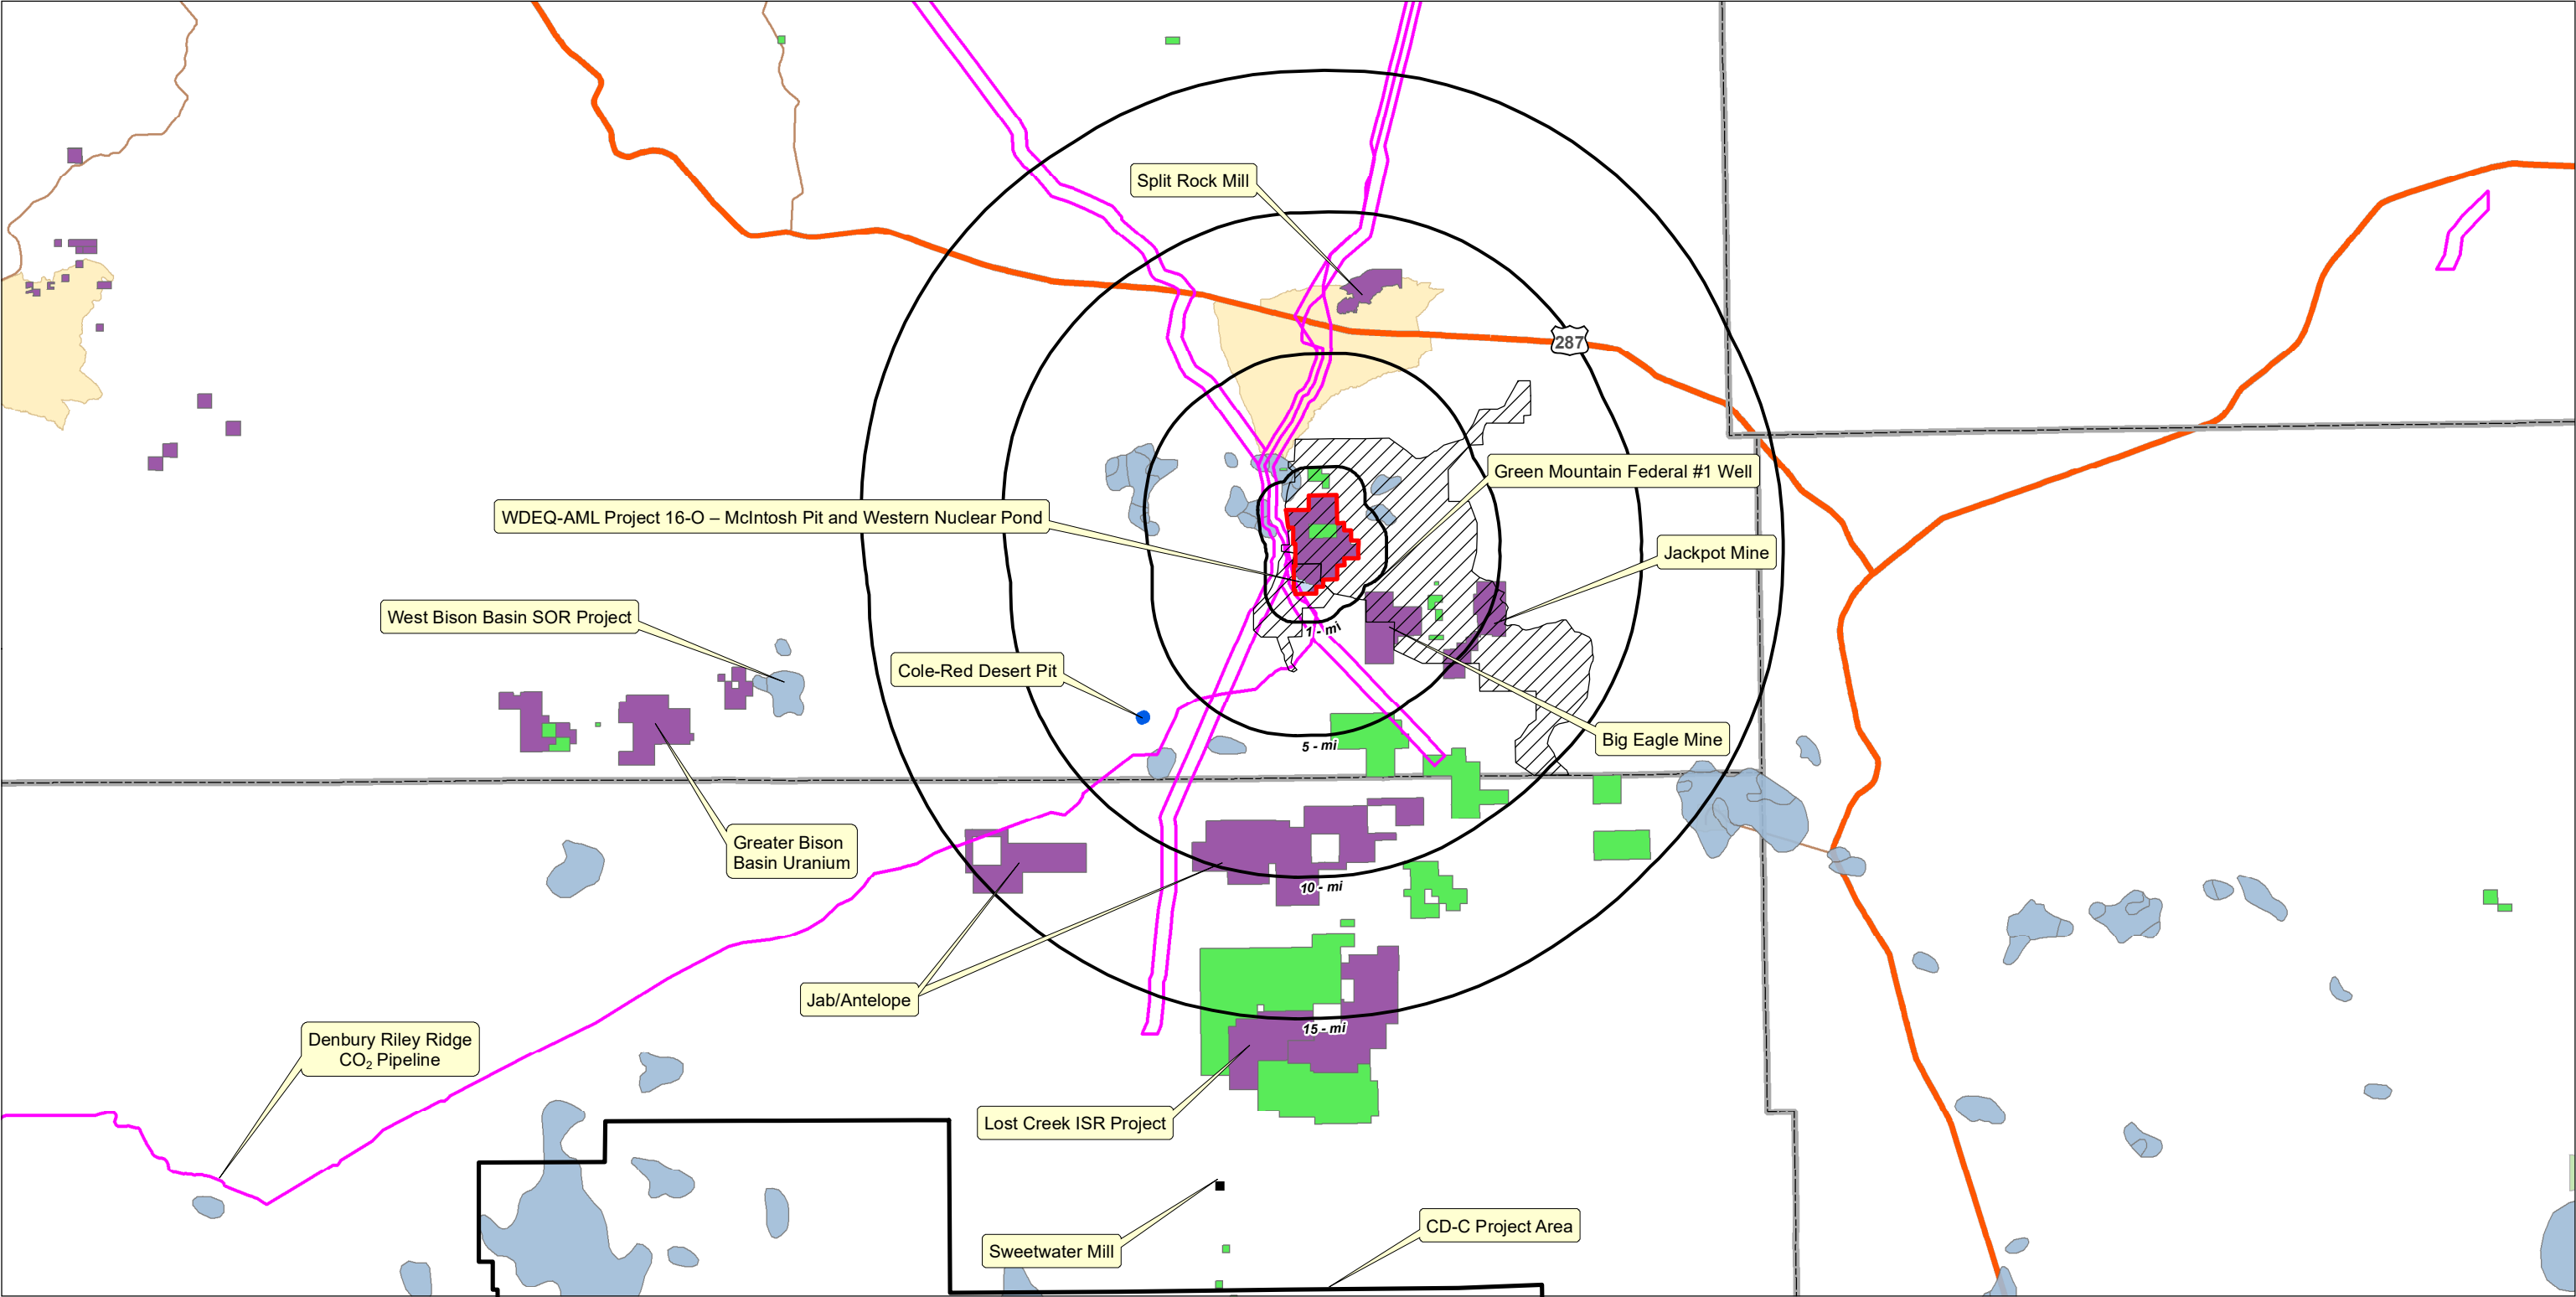 Split Rock Mill
287
Green Mountain Federal #1 Well
WDEQ-AML Project 16-O – McIntosh Pit and Western Nuclear Pond
Jackpot Mine
West Bison Basin SOR Project
1 - mi
Cole-Red Desert Pit
Big Eagle Mine
5 - mi
Greater Bison
Basin Uranium
10 - mi
Jab/Antelope
15 - mi
Denbury Riley Ridge
CO₂ Pipeline
Lost Creek ISR Project
CD-C Project Area
Sweetwater Mill